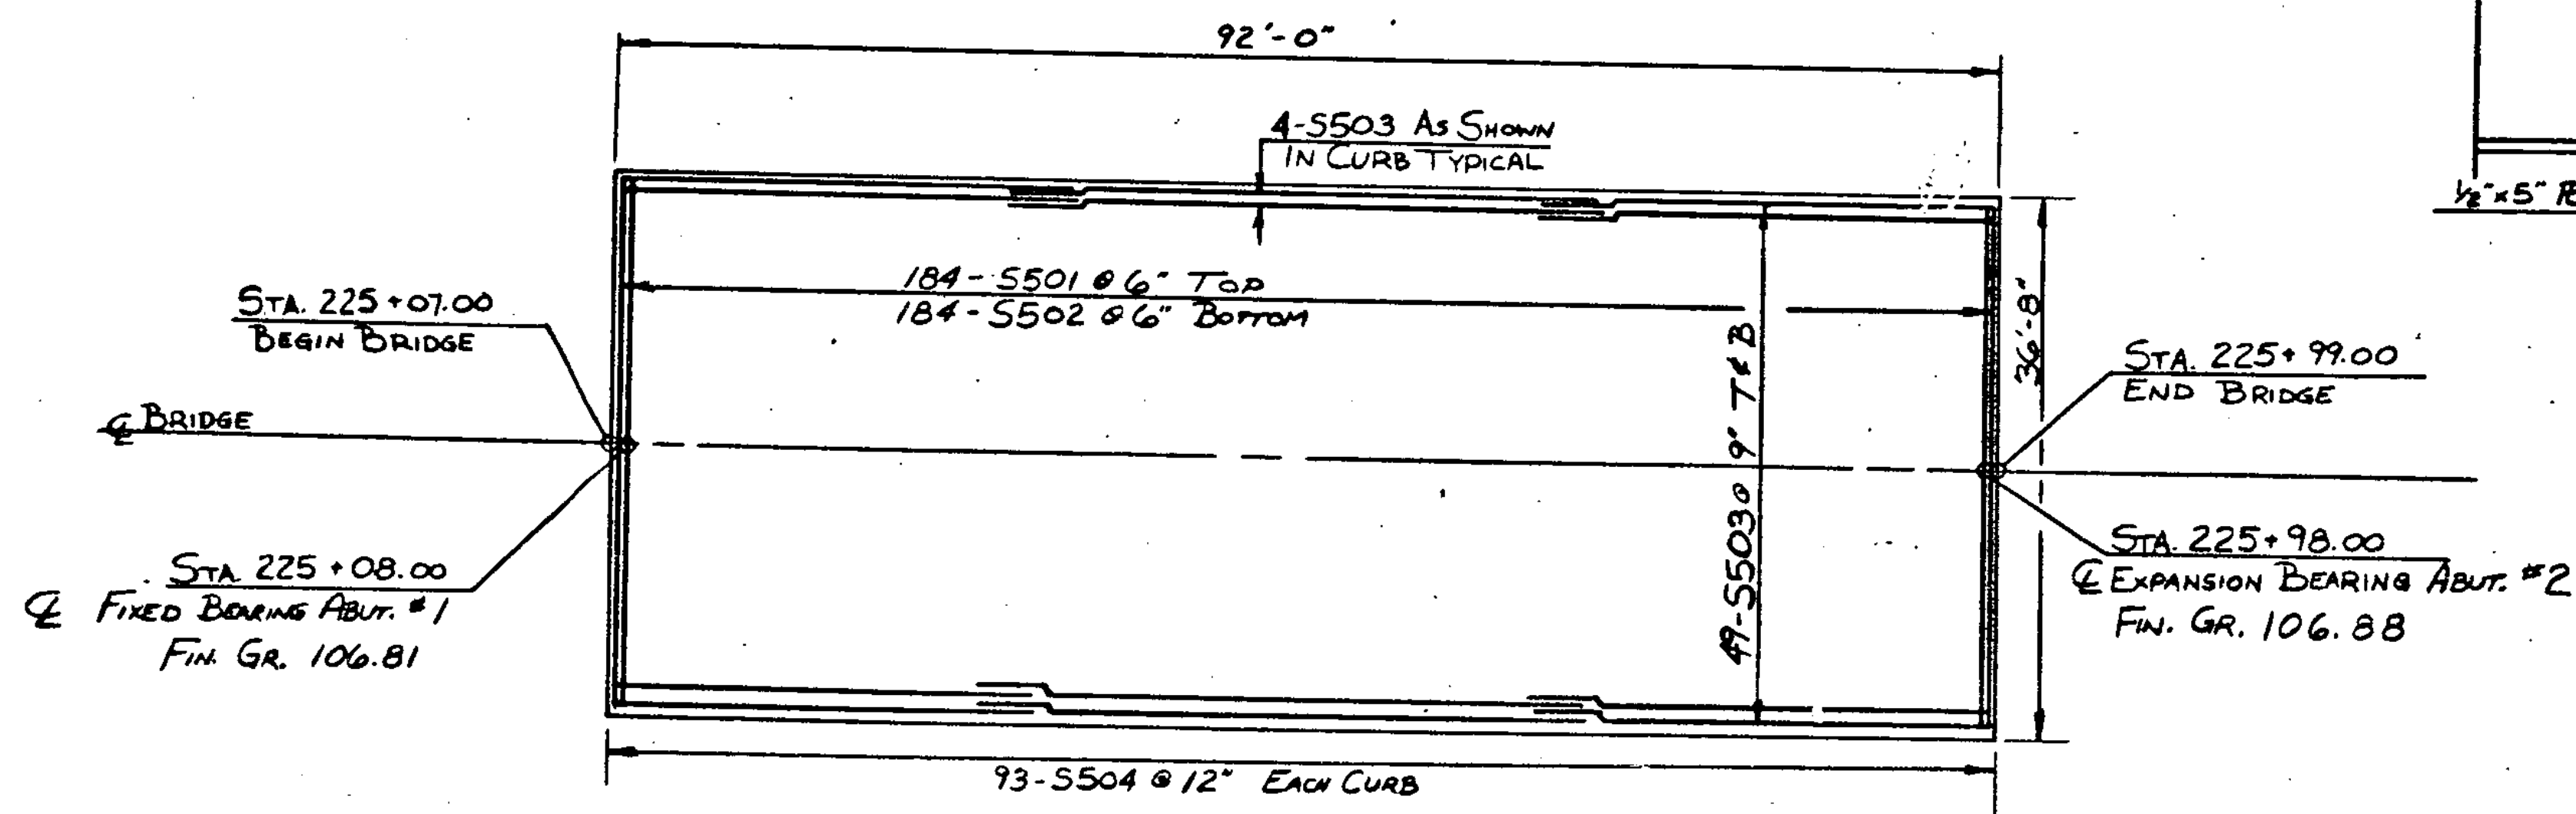 92'-0"
4-S503 As SHOWN
IN CURB TYPICAL
1/2" x 5"
184-S501 @ 6" TOP
184-S502 @ 6" BOTTOM
STA. 225+07.00
BEGIN BRIDGE
36'-8"
STA. 225+99.00
END BRIDGE
℄ BRIDGE
49-S503@ 9" T & B
STA. 225+08.00
℄ FIXED BEARING ABUT. #1
FIN. GR. 106.81
STA. 225+98.00
℄ EXPANSION BEARING ABUT. #2
FIN. GR. 106.88
93-S504 @ 12" EACH CURB